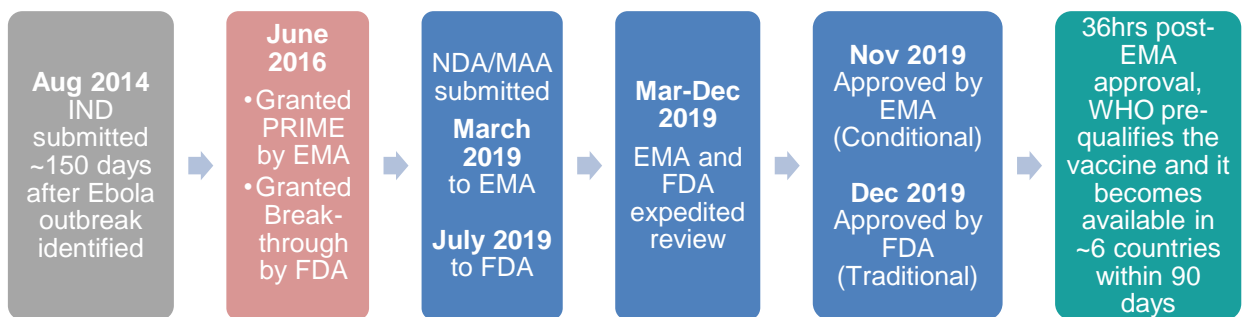 Aug 2014
IND
submitted
~150 days
after Ebola
outbreak
identified
June
2016
•Granted
PRIME
by EMA
•Granted
Break-
through
by FDA
NDA/MAA
submitted
March
2019
to EMA
July 2019
to FDA
Mar-Dec
2019
EMA and
FDA
expedited
review
Nov 2019
Approved by
EMA
(Conditional)
Dec 2019
Approved by
FDA
(Traditional)
36hrs post-
EMA
approval,
WHO pre-
qualifies the
vaccine and it
becomes
available in
~6 countries
within 90
days